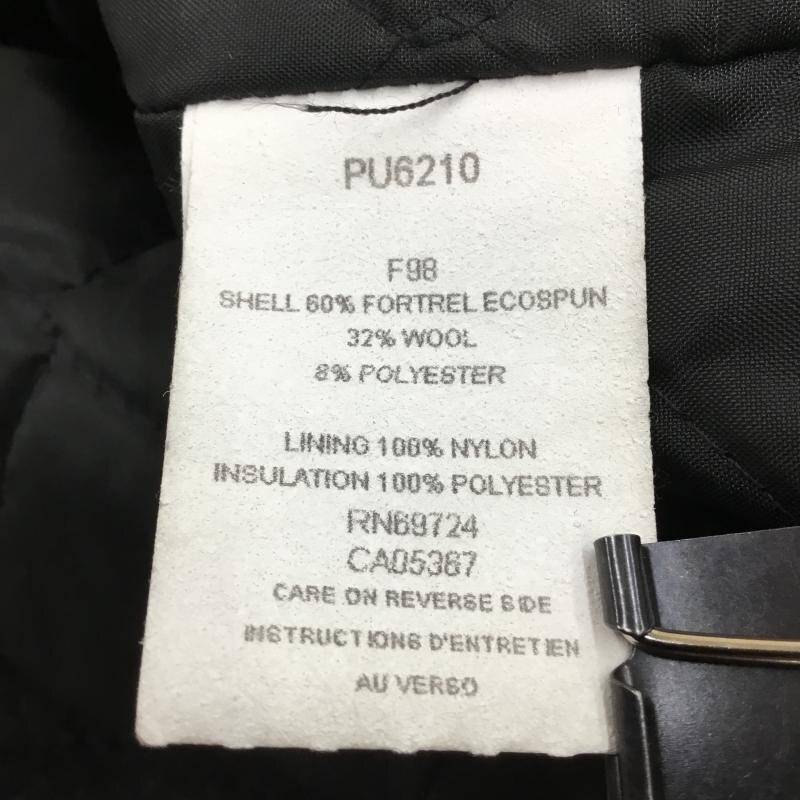 PU6210
F98
SHELL 60% FORTREL ECOSPUN
32% WOOL
8% POLYESTER
LINING 100% NYLON
INSULATION 100% POLYESTER
RN69724
CA05367
CARE ON REVERSE SIDE
INSTRUCTIONS D'ENTRETIEN
AU VERSO